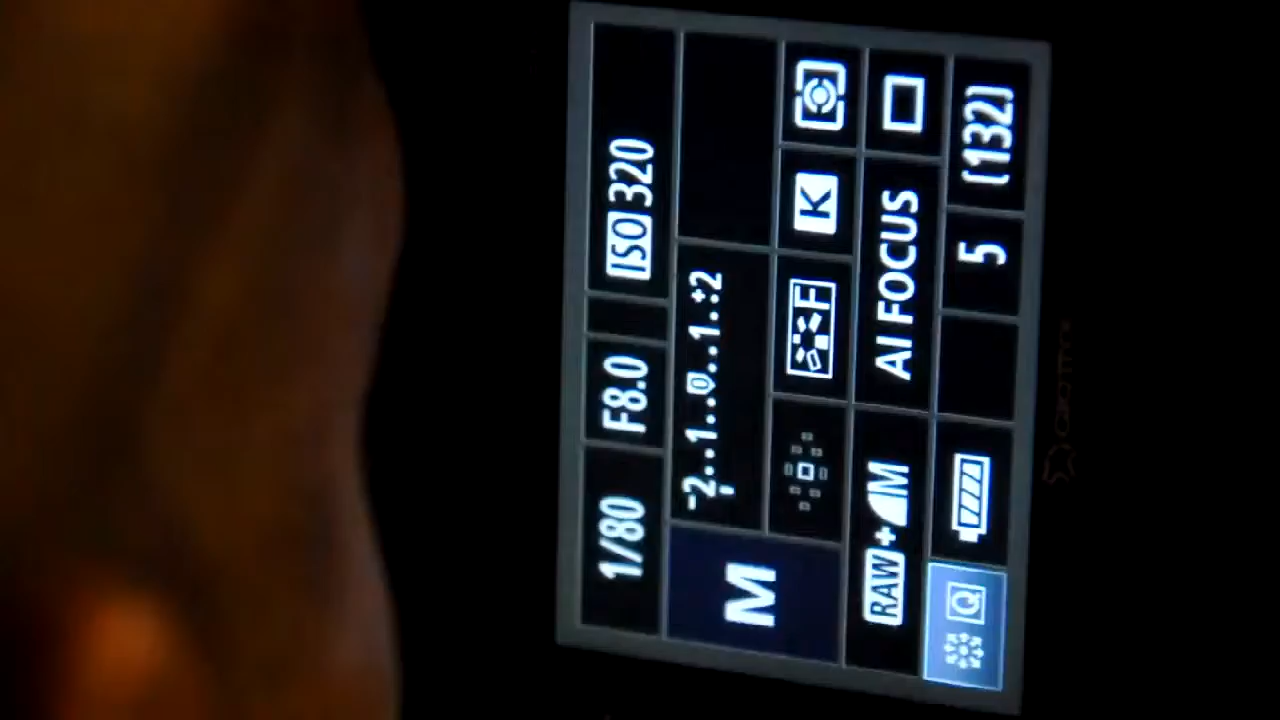 1/80 F8.0 ISO 320
M -2..1..0..1.:+2
F K
RAW+M AI FOCUS
Q 5 [132]